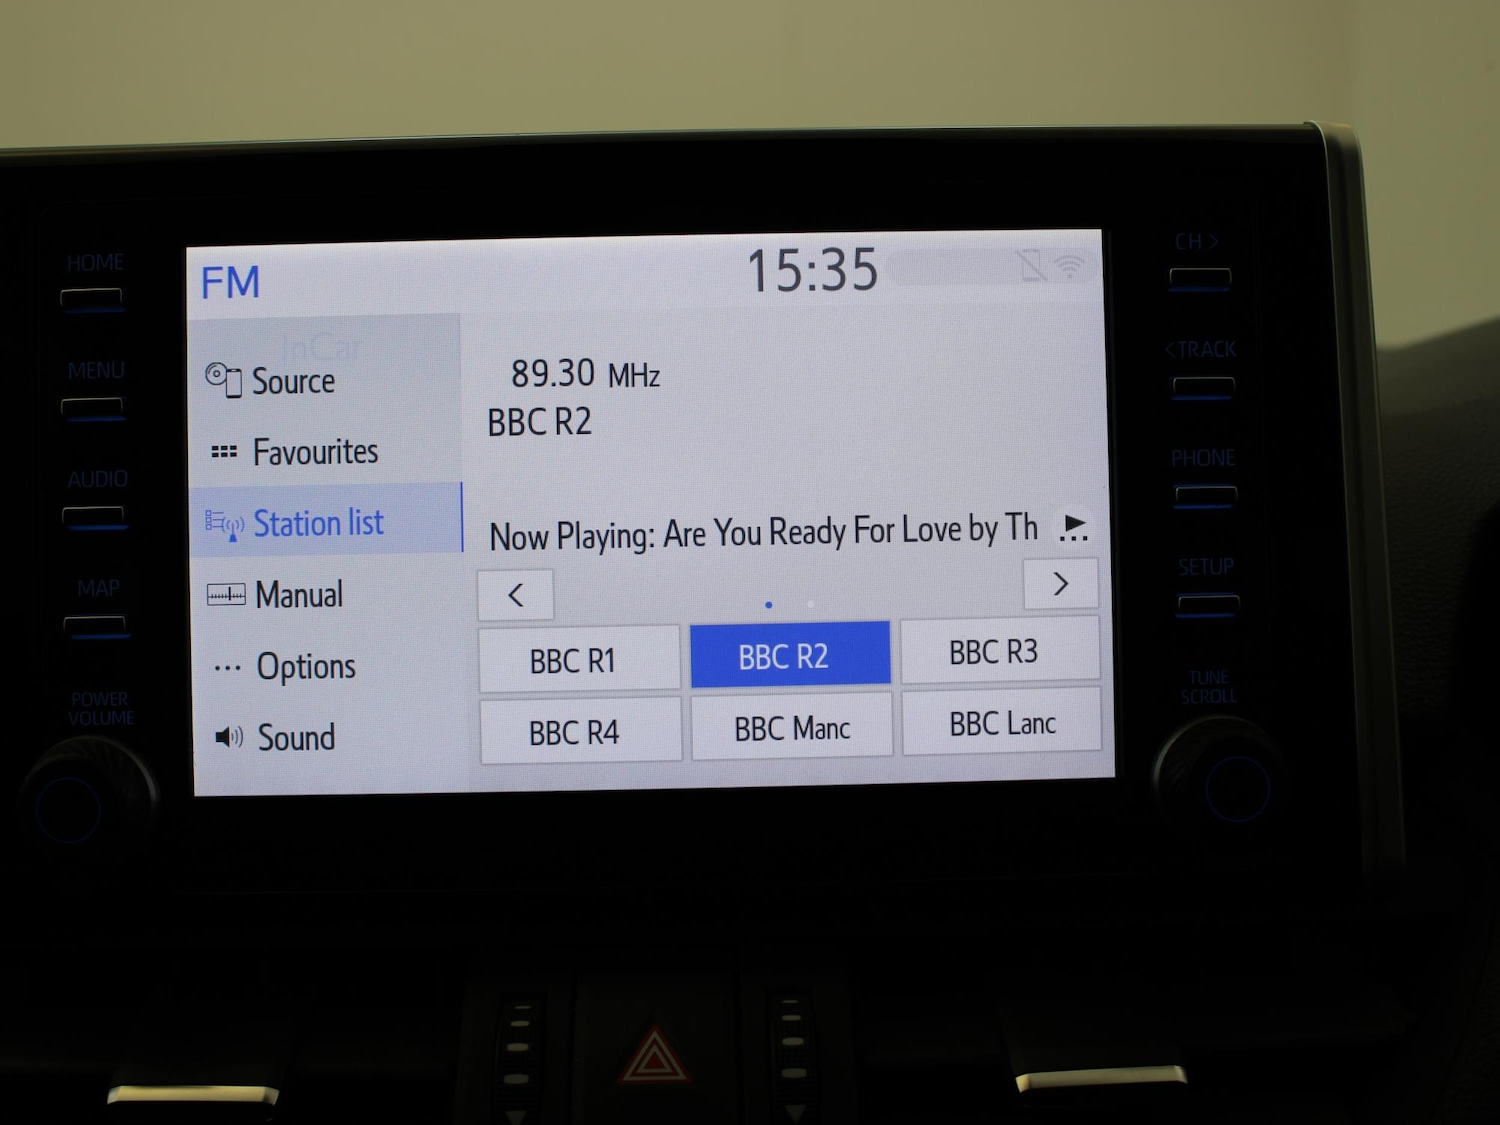 HOME
MENU
AUDIO
MAP
POWER
VOLUME
FM
15:35
InCar
Source
Favourites
Station list
Manual
Options
Sound
89.30 MHz
BBC R2
Now Playing: Are You Ready For Love by Th
BBC R1
BBC R2
BBC R3
BBC R4
BBC Manc
BBC Lanc
CH >
<TRACK
PHONE
SETUP
TUNE
SCROLL